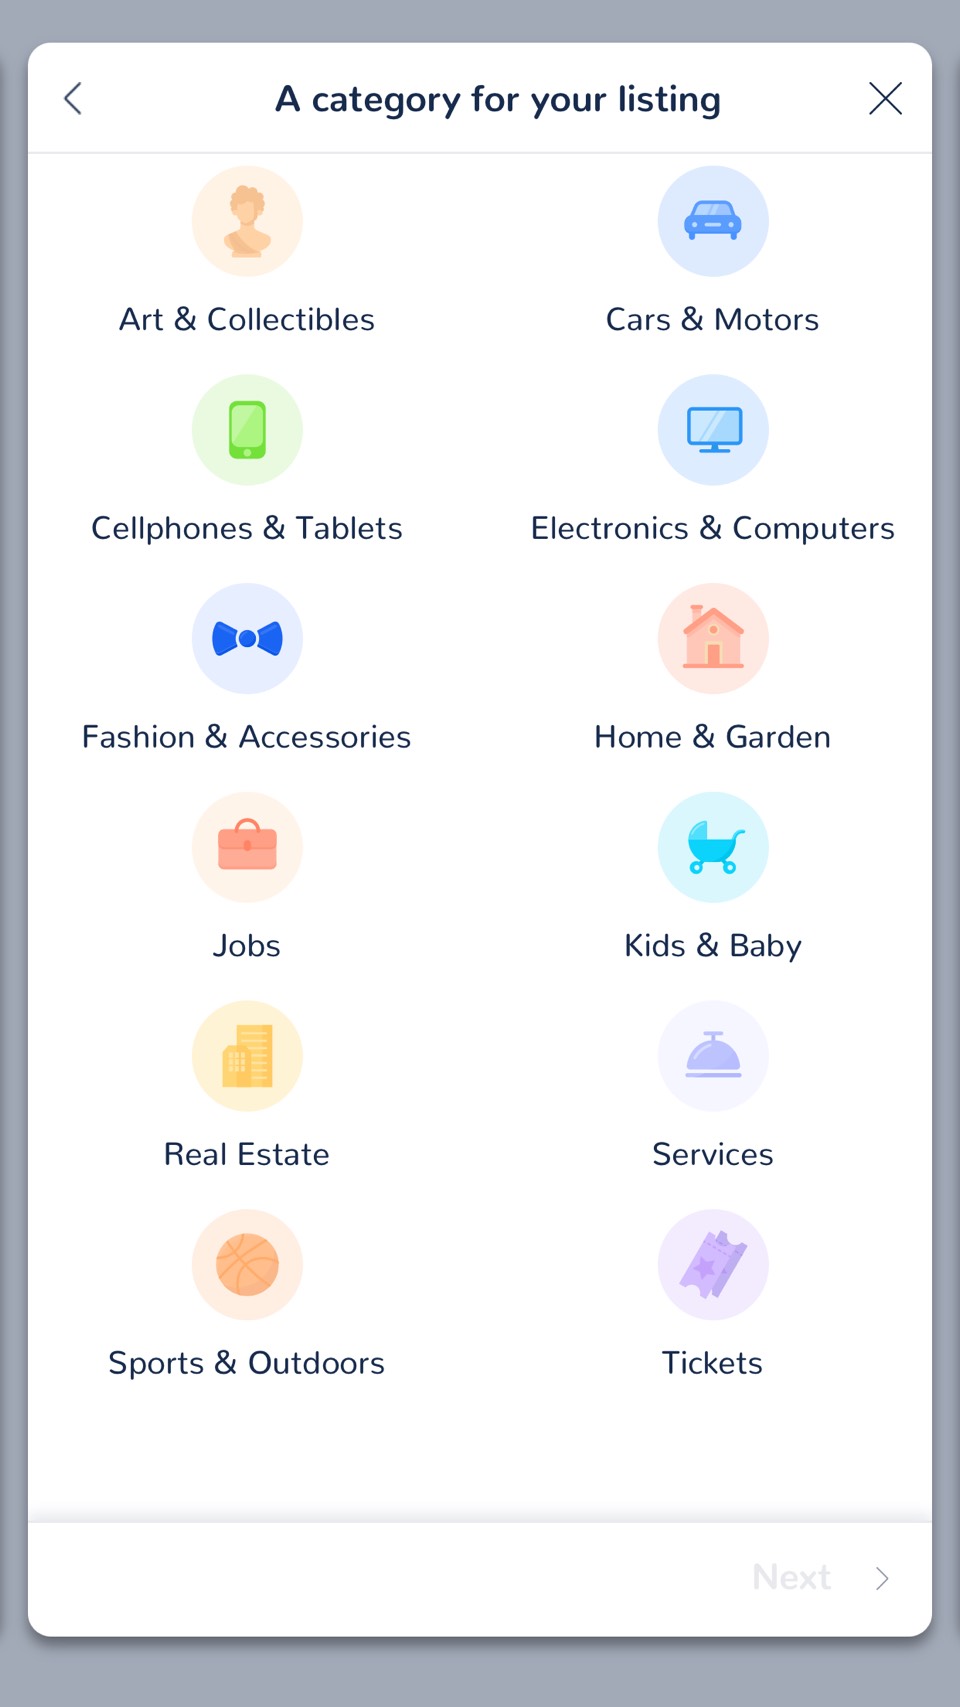 A category for your listing
Art & Collectibles
Cars & Motors
Cellphones & Tablets
Electronics & Computers
Fashion & Accessories
Home & Garden
Jobs
Kids & Baby
Real Estate
Services
Sports & Outdoors
Tickets
Next